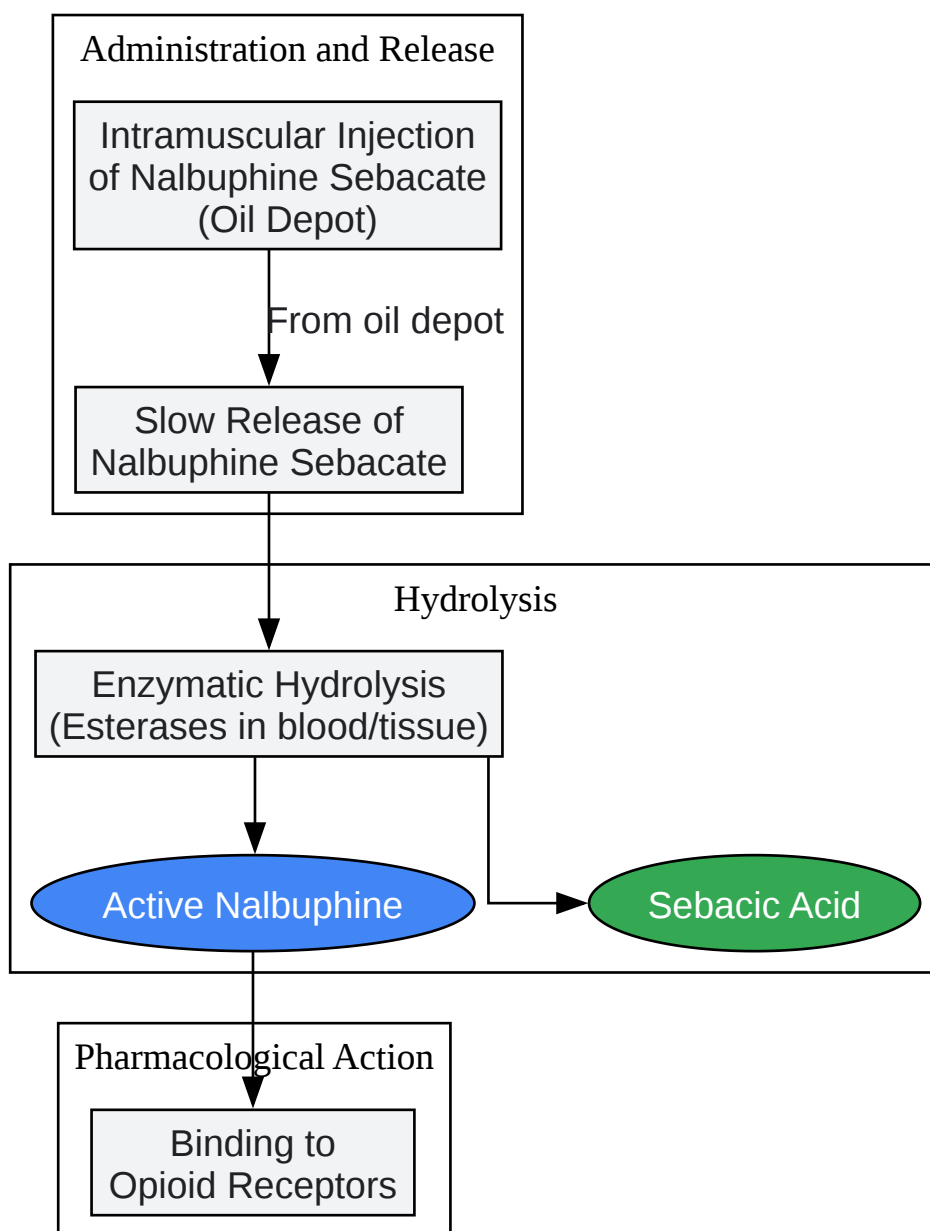 Administration and Release
Intramuscular Injection
of Nalbuphine Sebacate
(Oil Depot)
From oil depot
Slow Release of
Nalbuphine Sebacate
Hydrolysis
Enzymatic Hydrolysis
(Esterases in blood/tissue)
Active Nalbuphine
Sebacic Acid
Pharmacological Action
Binding to
Opioid Receptors